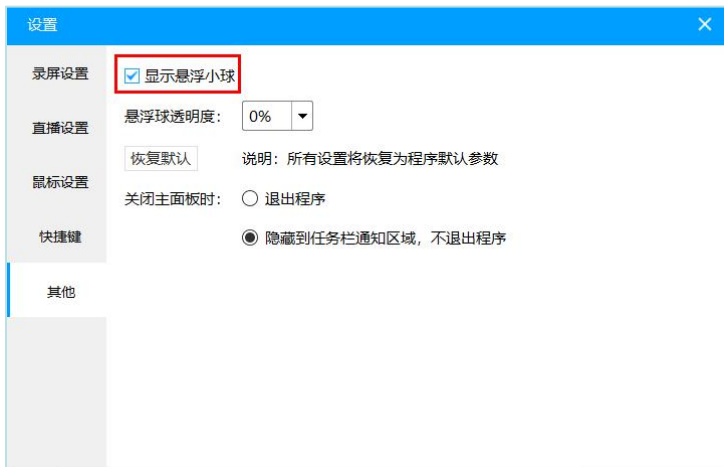 设置
录屏设置
直播设置
鼠标设置
快捷键
其他
显示悬浮小球
悬浮球透明度： 0%
恢复默认 说明：所有设置将恢复为程序默认参数
关闭主面板时： 退出程序
隐藏到任务栏通知区域，不退出程序